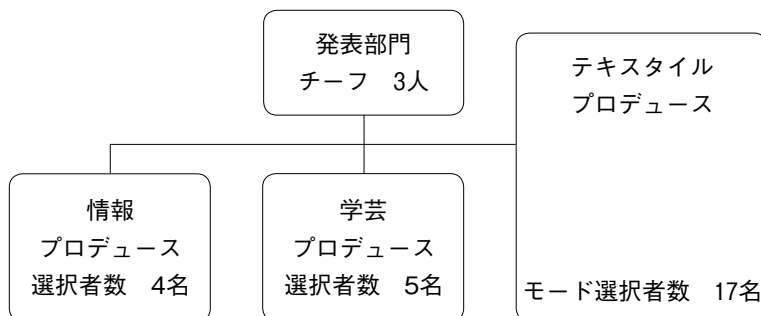 発表部門
チーフ　3人
テキスタイル
プロデュース
情報
プロデュース
選択者数　4名
学芸
プロデュース
選択者数　5名
モード選択者数　17名